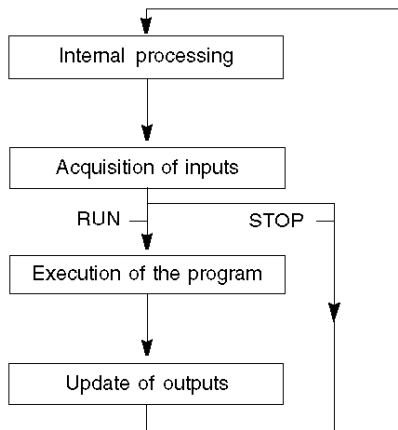 Internal processing
Acquisition of inputs
RUN
STOP
Execution of the program
Update of outputs